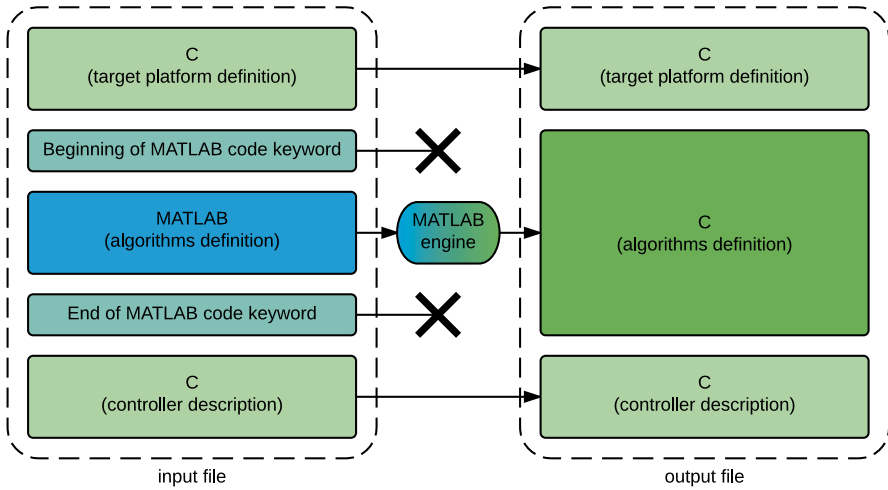 C
(target platform definition)
Beginning of MATLAB code keyword
MATLAB
(algorithms definition)
End of MATLAB code keyword
C
(controller description)
input file
MATLAB
engine
C
(target platform definition)
C
(algorithms definition)
C
(controller description)
output file